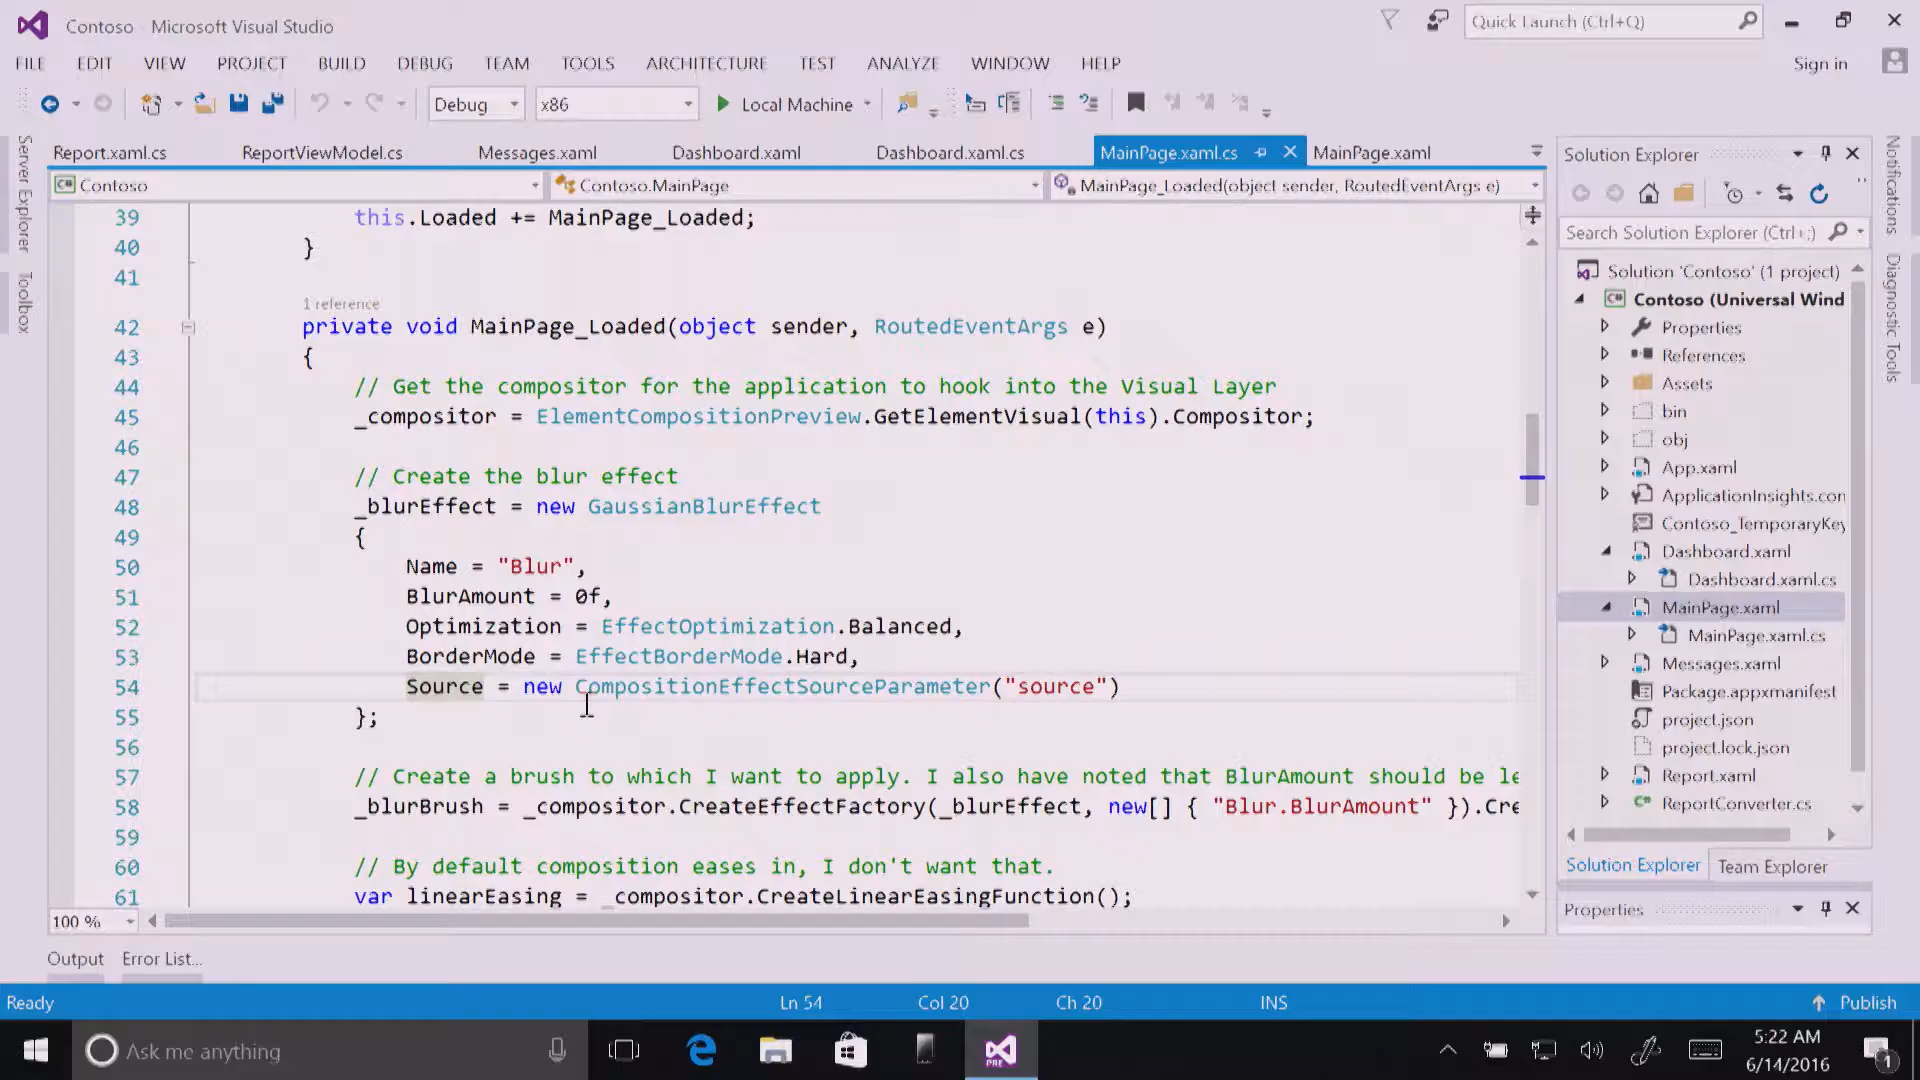 Contoso - Microsoft Visual Studio
Quick Launch (Ctrl+Q)
FILE EDIT VIEW PROJECT BUILD DEBUG TEAM TOOLS ARCHITECTURE TEST ANALYZE WINDOW HELP
Sign in
Debug x86 Local Machine
Server Explorer
Toolbox
Report.xaml.cs ReportViewModel.cs Messages.xaml Dashboard.xaml Dashboard.xaml.cs MainPage.xaml.cs MainPage.xaml
Contoso Contoso.MainPage MainPage_Loaded(object sender, RoutedEventArgs e)
39 this.Loaded += MainPage_Loaded;
40 }
41
1 reference
42 private void MainPage_Loaded(object sender, RoutedEventArgs e)
43 {
44 // Get the compositor for the application to hook into the Visual Layer
45 _compositor = ElementCompositionPreview.GetElementVisual(this).Compositor;
46
47 // Create the blur effect
48 _blurEffect = new GaussianBlurEffect
49 {
50 Name = "Blur",
51 BlurAmount = 0f,
52 Optimization = EffectOptimization.Balanced,
53 BorderMode = EffectBorderMode.Hard,
54 Source = new CompositionEffectSourceParameter("source")
55 };
56
57 // Create a brush to which I want to apply. I also have noted that BlurAmount should be le
58 _blurBrush = _compositor.CreateEffectFactory(_blurEffect, new[] { "Blur.BlurAmount" }).Cre
59
60 // By default composition eases in, I don't want that.
61 var linearEasing = _compositor.CreateLinearEasingFunction();
100 %
Solution Explorer
Search Solution Explorer (Ctrl+;)
Solution 'Contoso' (1 project)
C# Contoso (Universal Wind
Properties
References
Assets
bin
obj
App.xaml
ApplicationInsights.con
Contoso_TemporaryKey
Dashboard.xaml
Dashboard.xaml.cs
MainPage.xaml
MainPage.xaml.cs
Messages.xaml
Package.appxmanifest
project.json
project.lock.json
Report.xaml
C# ReportConverter.cs
Solution Explorer Team Explorer
Properties
Notifications
Diagnostic Tools
Output Error List...
Ready Ln 54 Col 20 Ch 20 INS Publish
Ask me anything
PRE
5:22 AM
6/14/2016
1